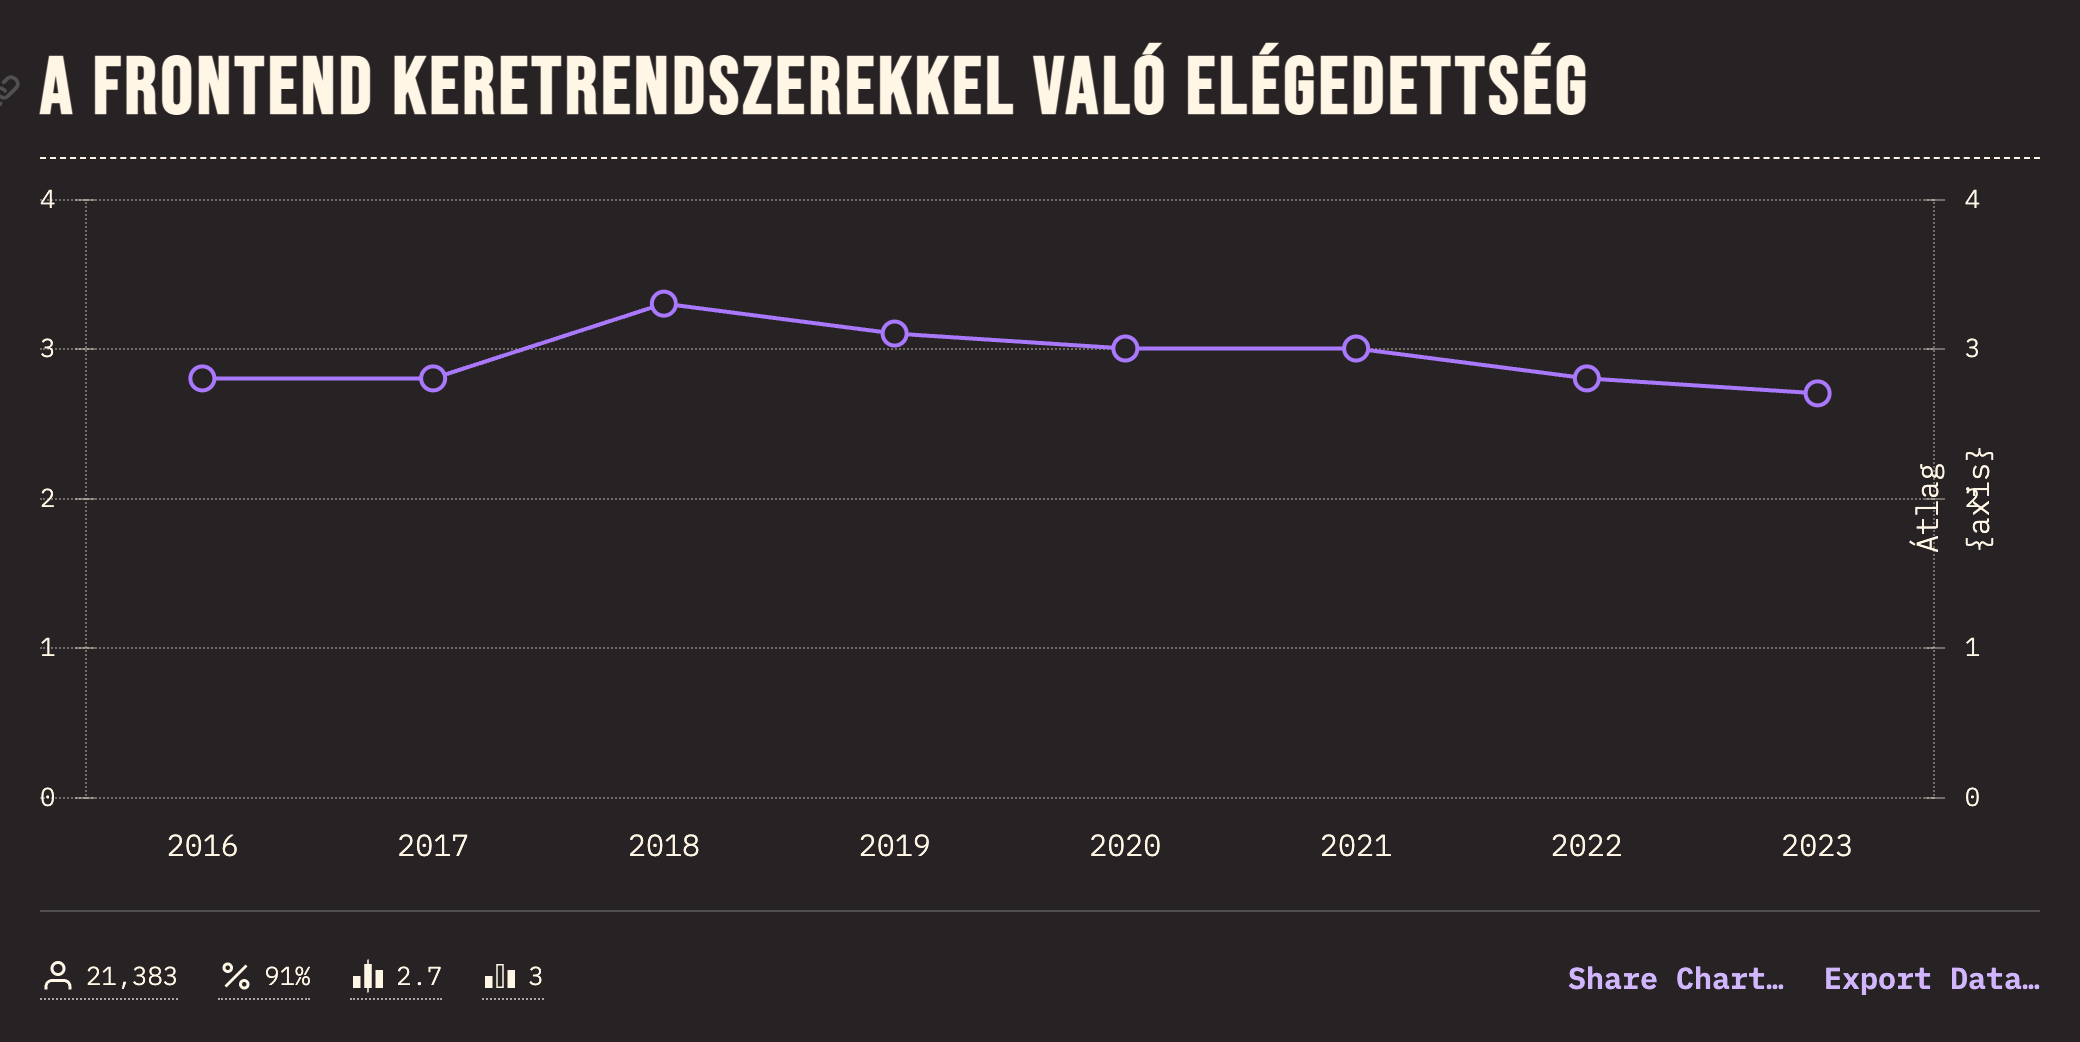 A FRONTEND KERETRENDSZEREKKEL VALÓ ELÉGEDETTSÉG
4 4
3 3
2 2
1 1
0 0
Átlag
{axis}
2016 2017 2018 2019 2020 2021 2022 2023
21,383 91% 2.7 3 Share Chart… Export Data…